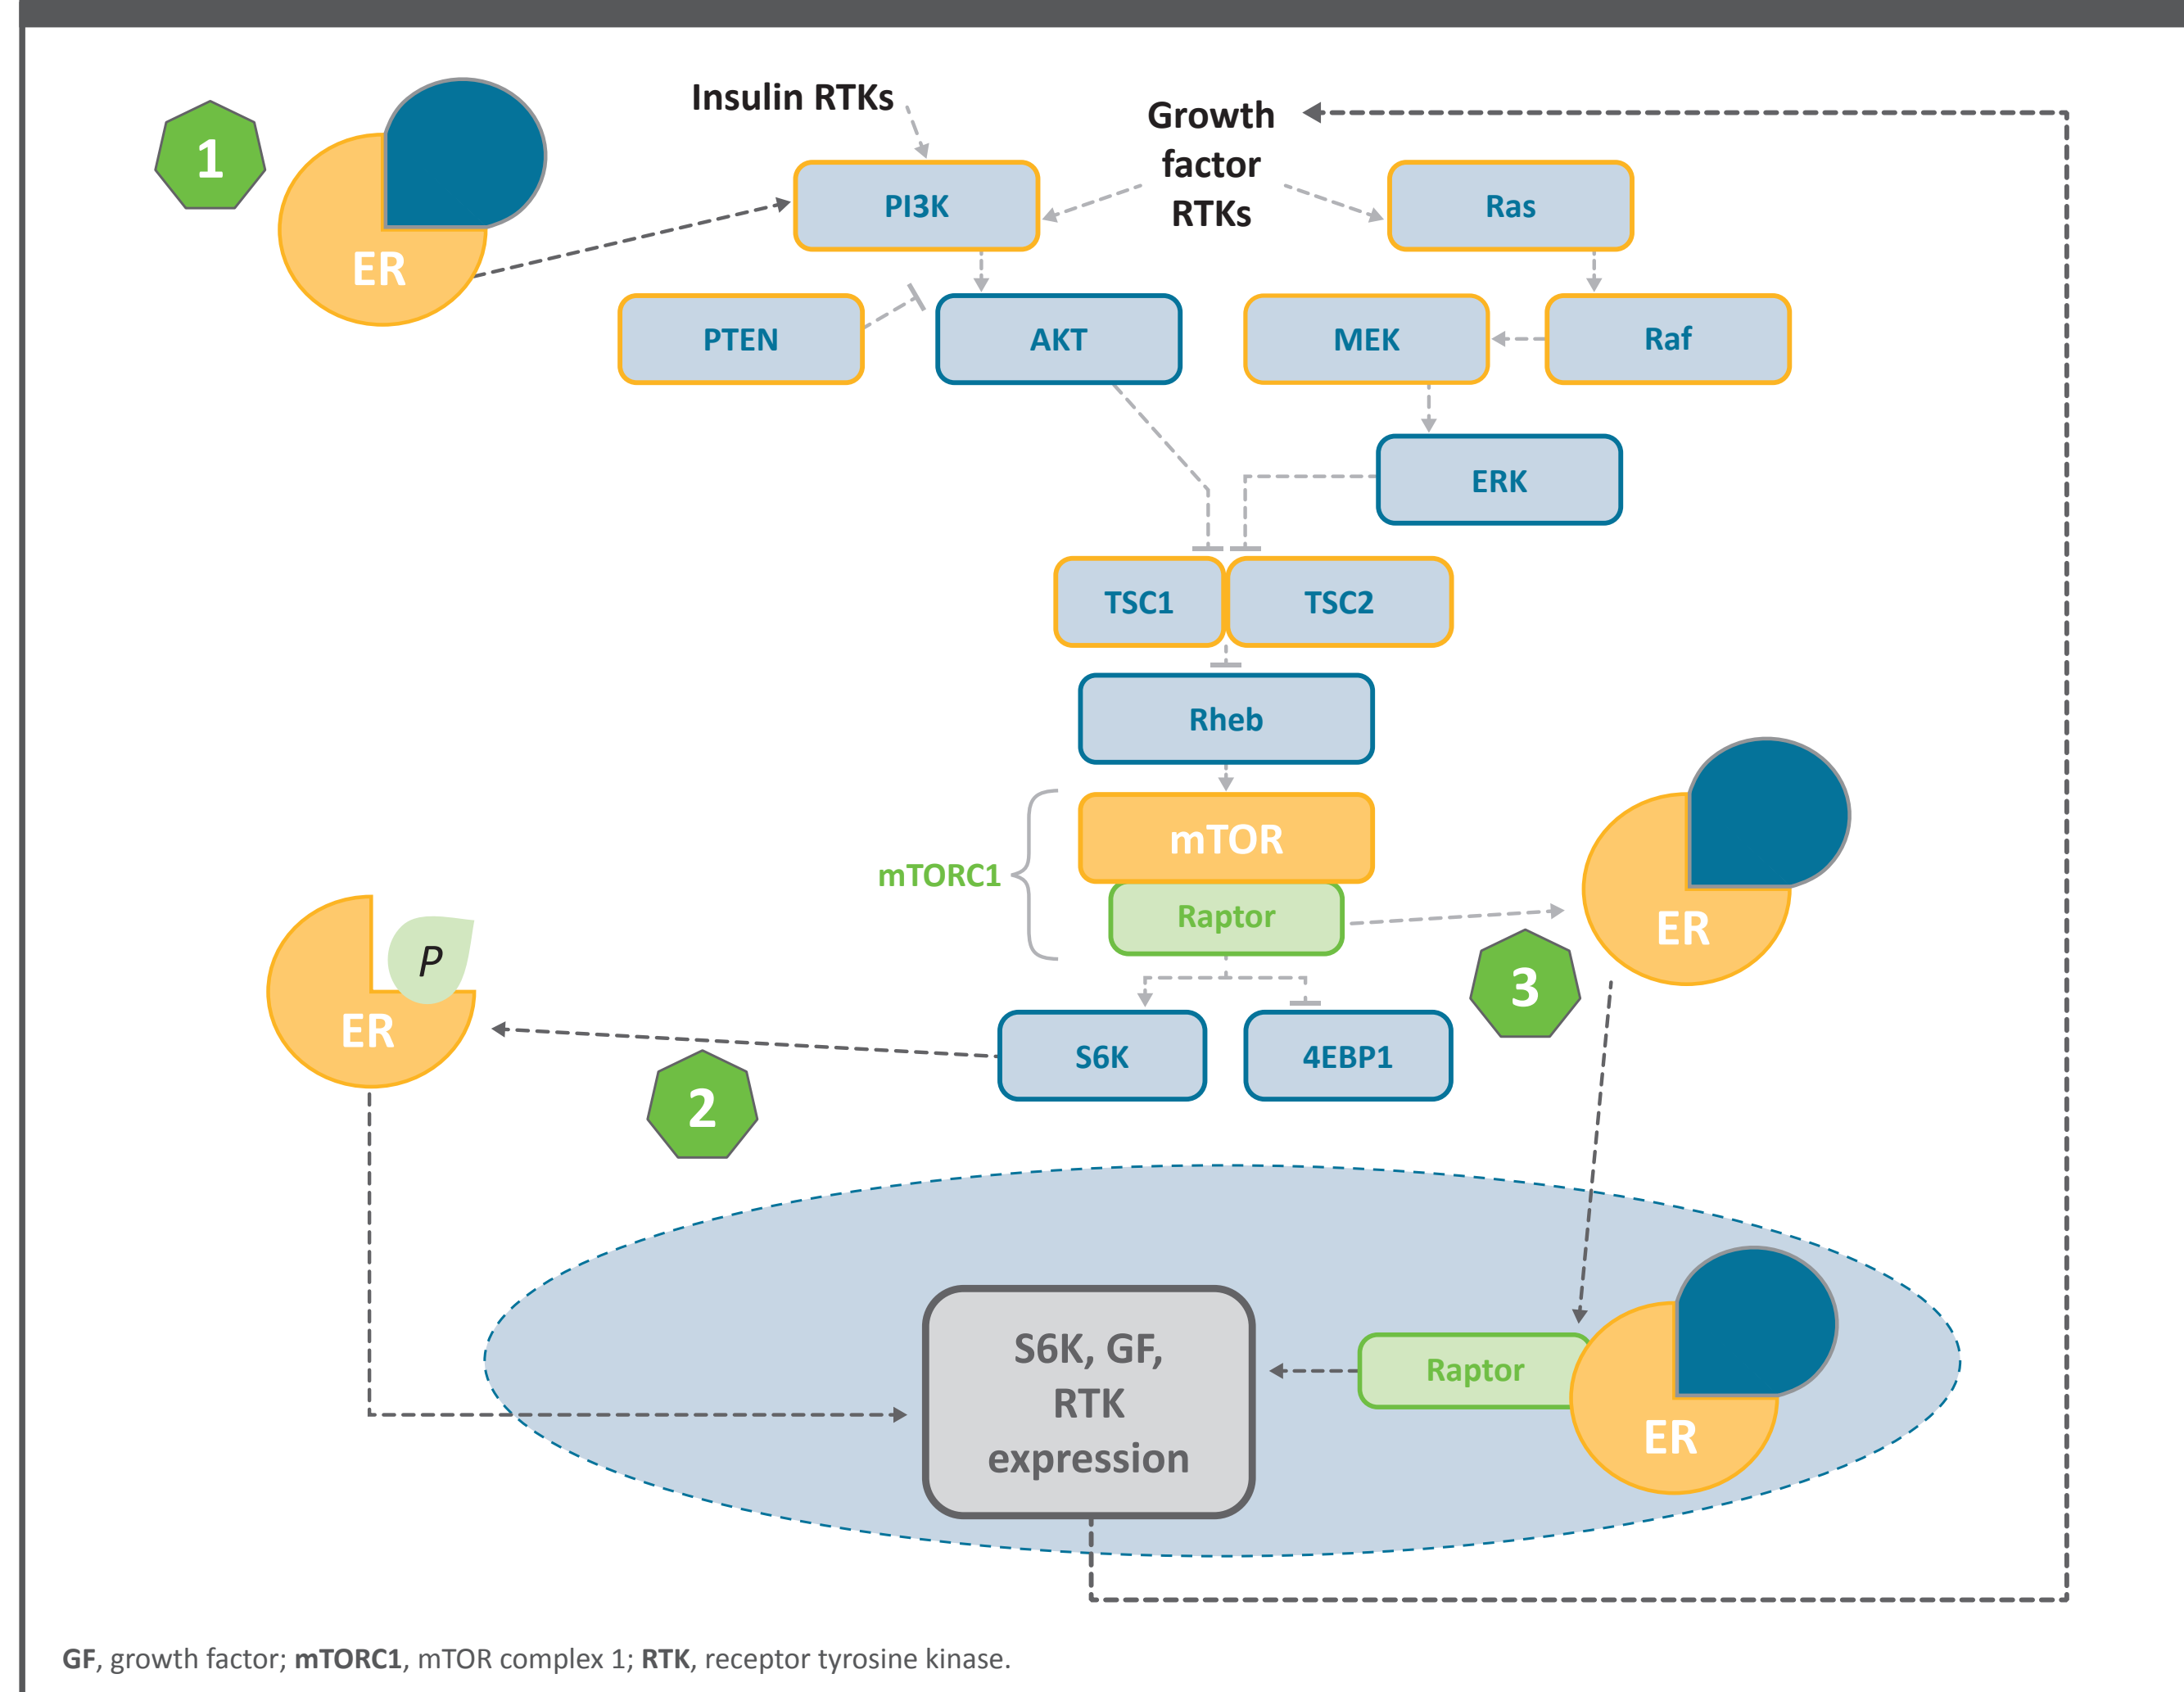 1
ER
Insulin RTKs
Growth
factor
RTKs
PI3K
Ras
PTEN
AKT
MEK
Raf
ERK
TSC1
TSC2
Rheb
mTOR
mTORC1
Raptor
ER
3
P
ER
S6K
4EBP1
2
S6K, GF,
RTK
expression
Raptor
ER
GF, growth factor; mTORC1, mTOR complex 1; RTK, receptor tyrosine kinase.